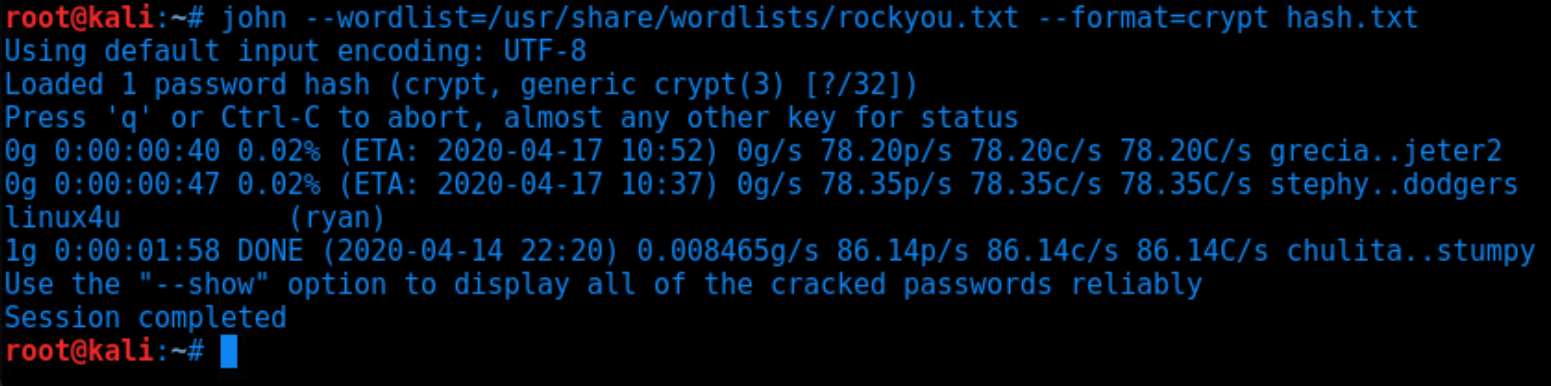 root@kali:~# john --wordlist=/usr/share/wordlists/rockyou.txt --format=crypt hash.txt
Using default input encoding: UTF-8
Loaded 1 password hash (crypt, generic crypt(3) [?/32])
Press 'q' or Ctrl-C to abort, almost any other key for status
0g 0:00:00:40 0.02% (ETA: 2020-04-17 10:52) 0g/s 78.20p/s 78.20c/s 78.20C/s grecia..jeter2
0g 0:00:00:47 0.02% (ETA: 2020-04-17 10:37) 0g/s 78.35p/s 78.35c/s 78.35C/s stephy..dodgers
linux4u          (ryan)
1g 0:00:01:58 DONE (2020-04-14 22:20) 0.008465g/s 86.14p/s 86.14c/s 86.14C/s chulita..stumpy
Use the "--show" option to display all of the cracked passwords reliably
Session completed
root@kali:~#